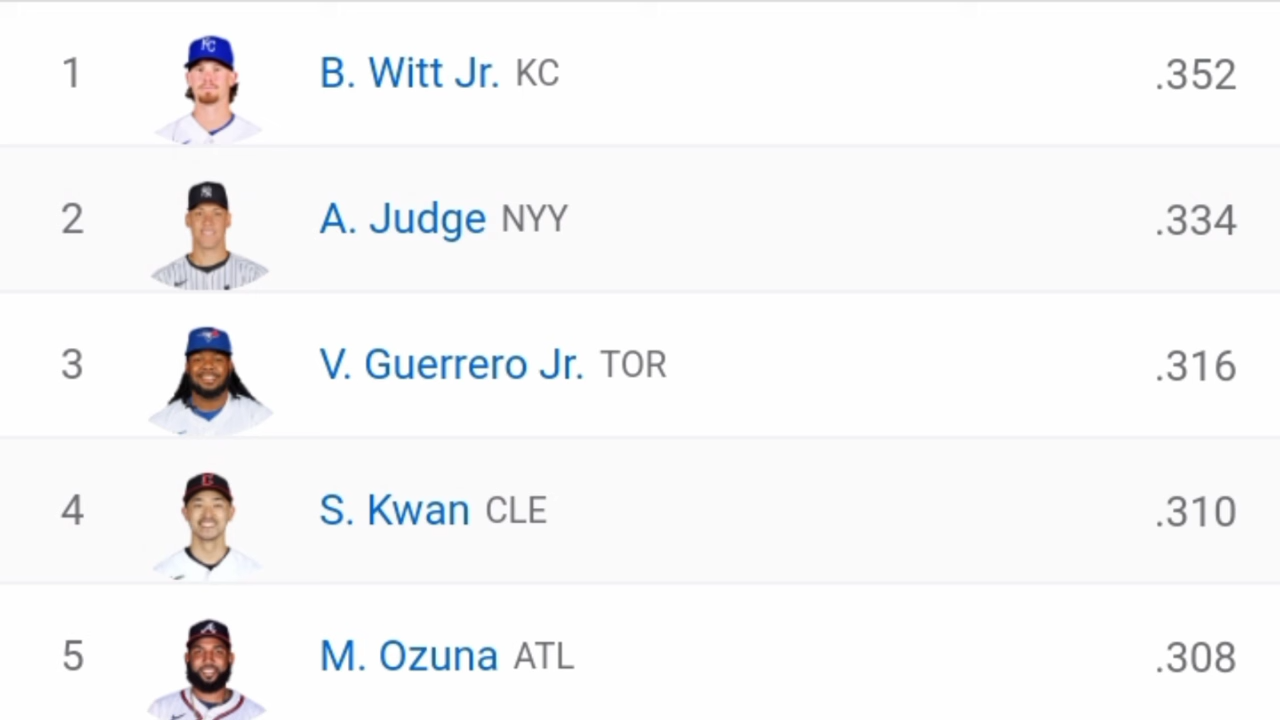 1 B. Witt Jr. KC .352
2 A. Judge NYY .334
3 V. Guerrero Jr. TOR .316
4 S. Kwan CLE .310
5 M. Ozuna ATL .308